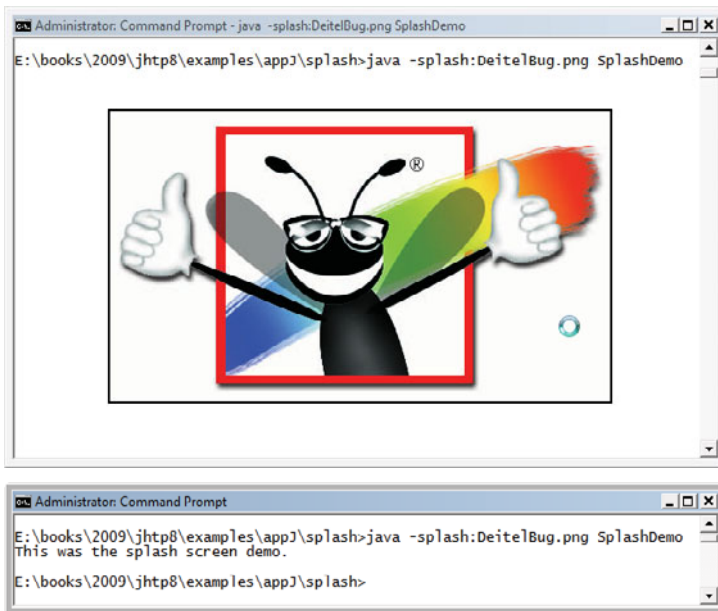 Administrator: Command Prompt - java -splash:DeitelBug.png SplashDemo
E:\books\2009\jhtp8\examples\appJ\splash>java -splash:DeitelBug.png SplashDemo
®
Administrator: Command Prompt
E:\books\2009\jhtp8\examples\appJ\splash>java -splash:DeitelBug.png SplashDemo
This was the splash screen demo.
E:\books\2009\jhtp8\examples\appJ\splash>